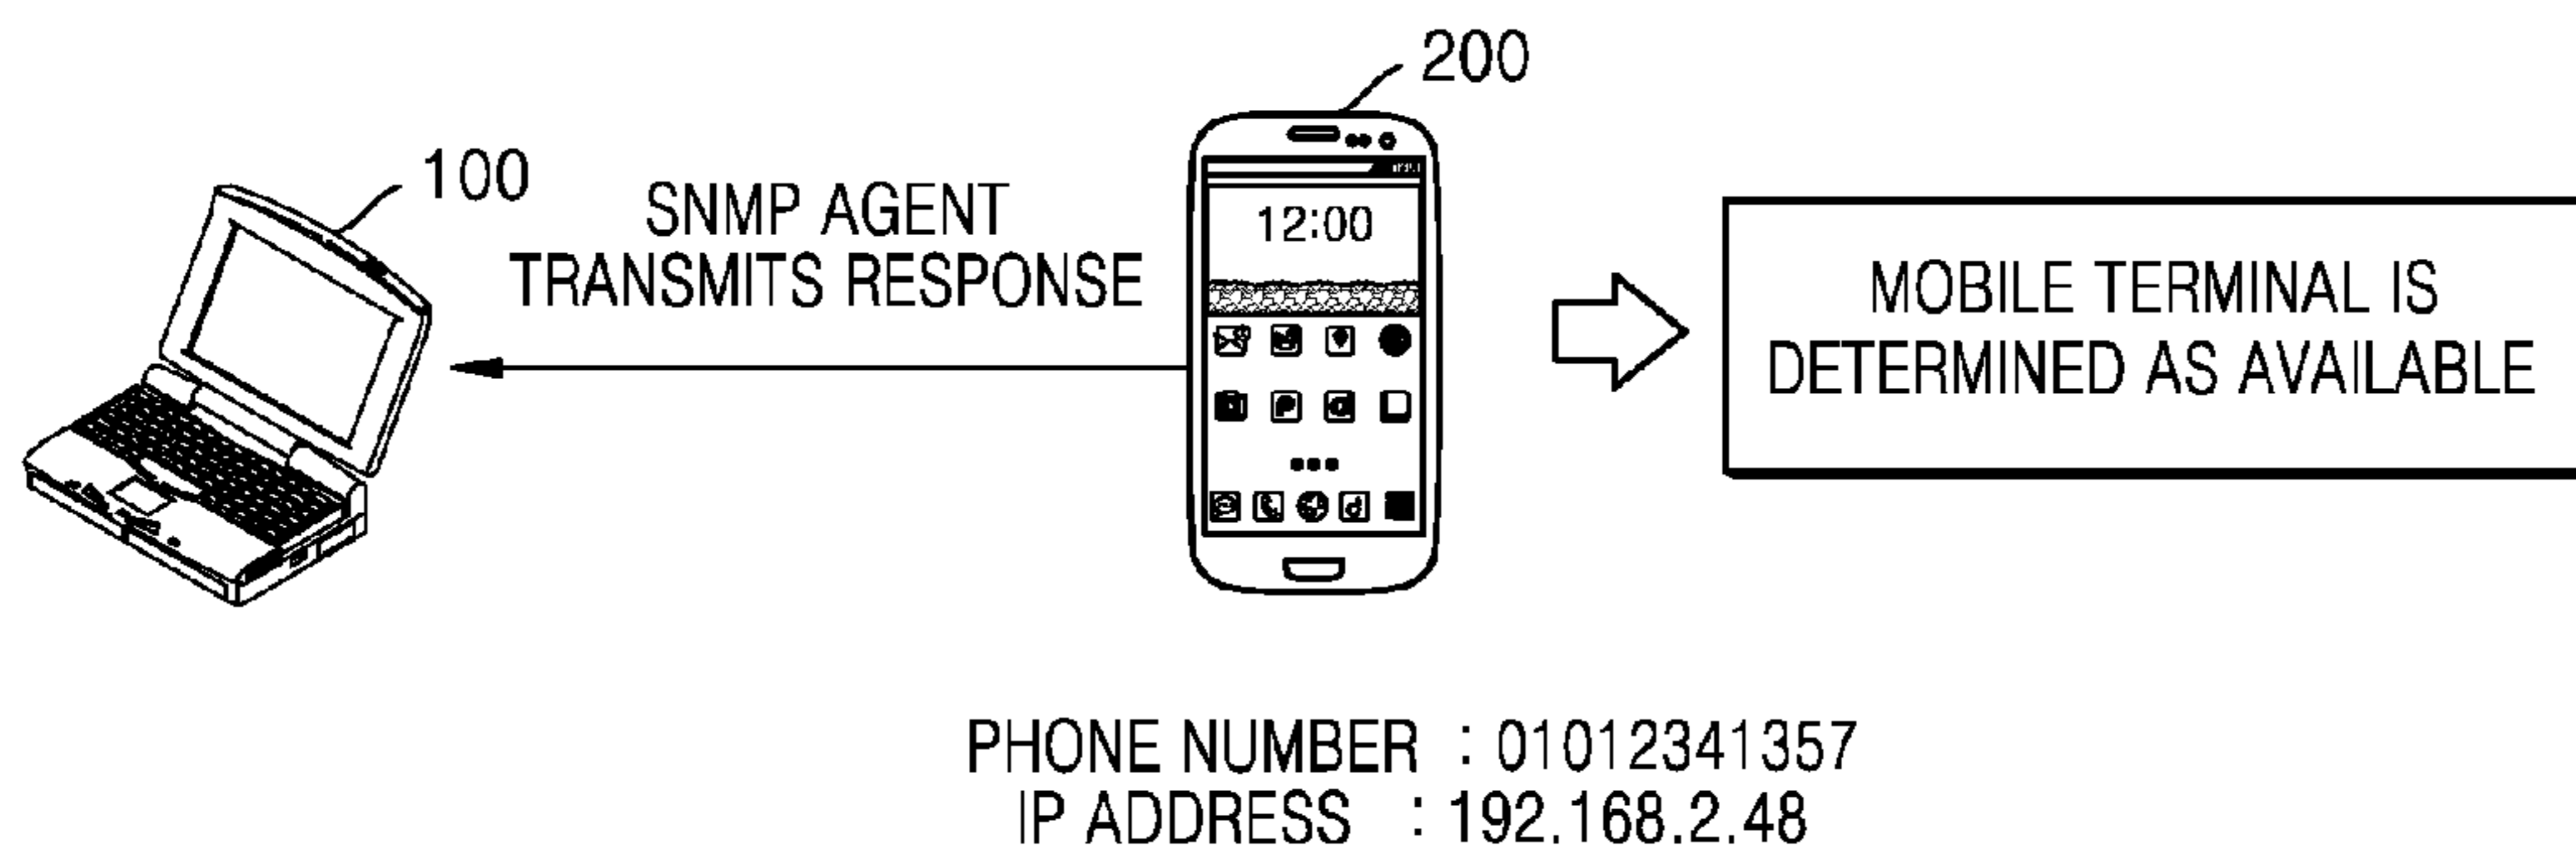 200
100
SNMP AGENT
TRANSMITS RESPONSE
12:00
MOBILE TERMINAL IS
DETERMINED AS AVAILABLE
PHONE NUMBER : 01012341357
IP ADDRESS : 192.168.2.48